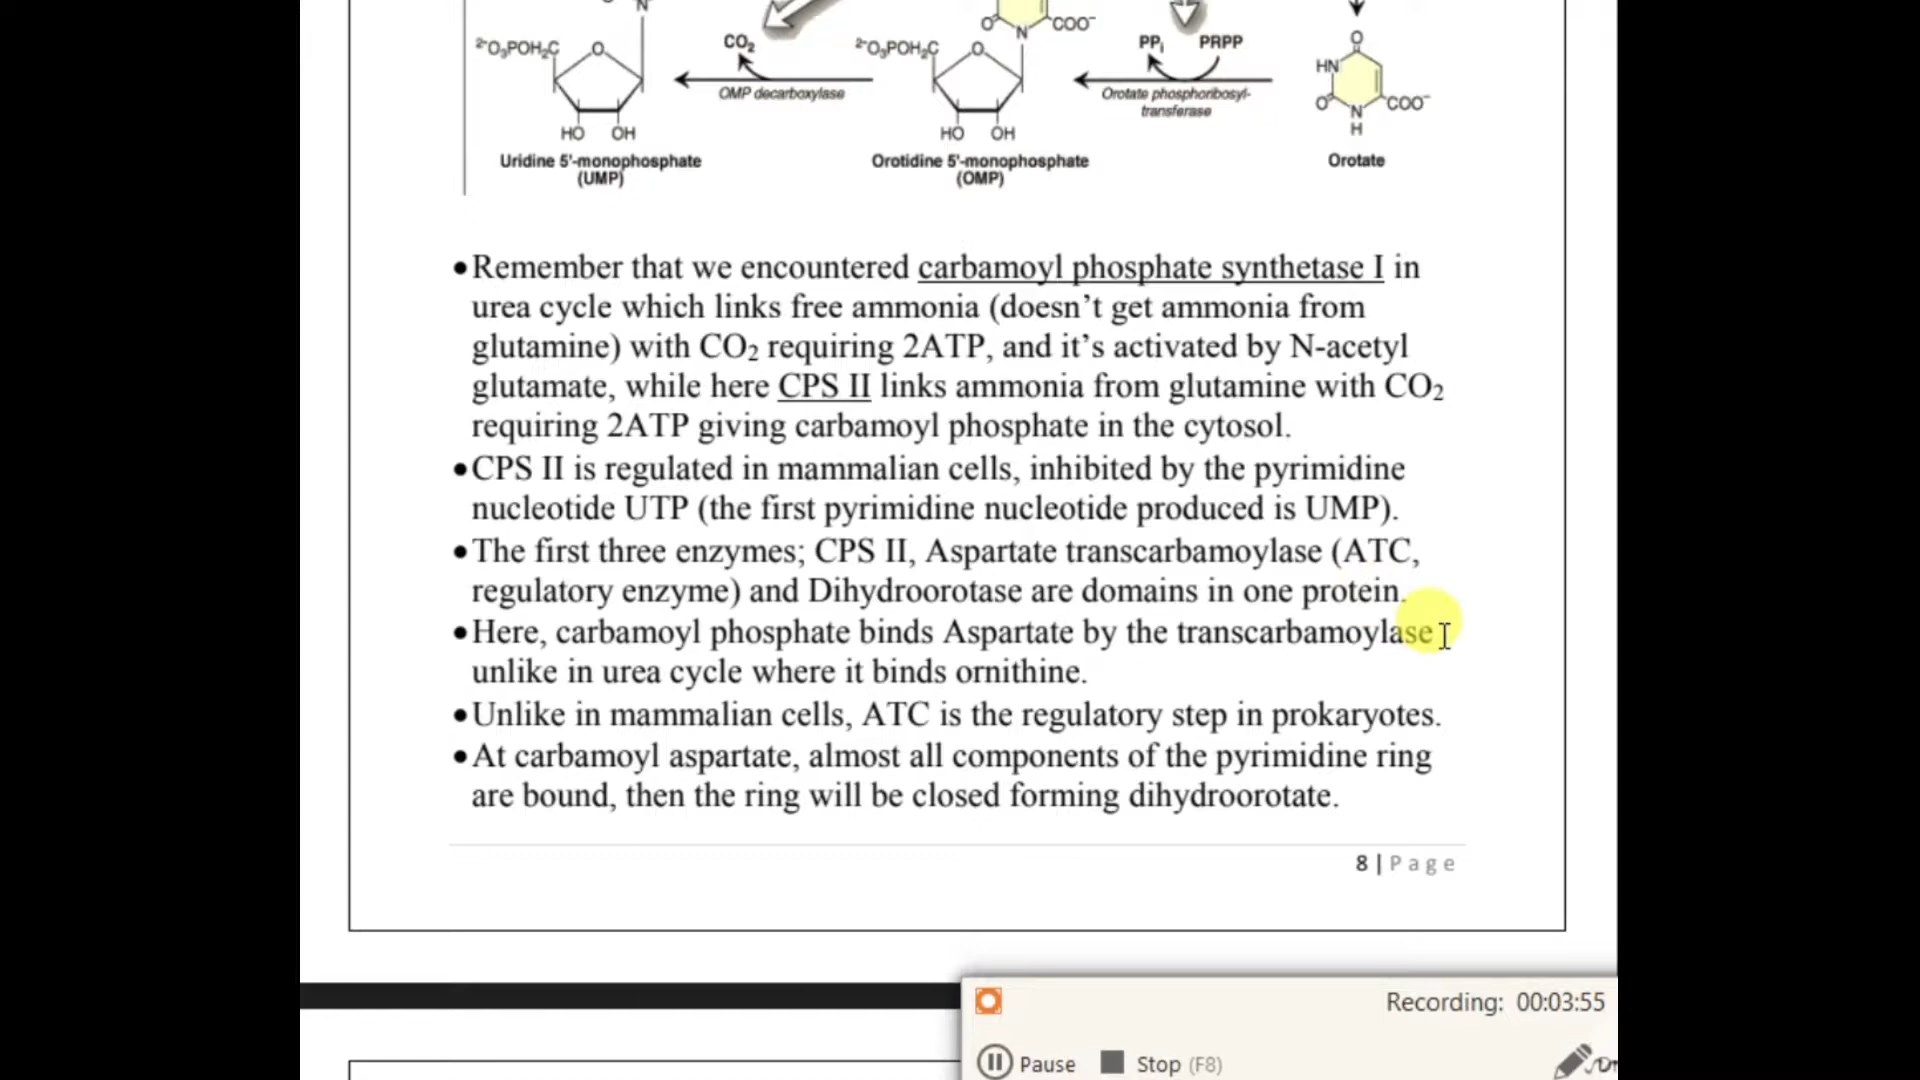 N
O COO⁻
N
²⁻O₃POH₂C O
CO₂
²⁻O₃POH₂C O
PPᵢ PRPP
O
HN
OMP decarboxylase
Orotate phosphoribosyl-
transferase
O N COO⁻
H
HO OH
HO OH
Uridine 5'-monophosphate
(UMP)
Orotidine 5'-monophosphate
(OMP)
Orotate
•Remember that we encountered carbamoyl phosphate synthetase I in
urea cycle which links free ammonia (doesn't get ammonia from
glutamine) with CO₂ requiring 2ATP, and it's activated by N-acetyl
glutamate, while here CPS II links ammonia from glutamine with CO₂
requiring 2ATP giving carbamoyl phosphate in the cytosol.
•CPS II is regulated in mammalian cells, inhibited by the pyrimidine
nucleotide UTP (the first pyrimidine nucleotide produced is UMP).
•The first three enzymes; CPS II, Aspartate transcarbamoylase (ATC,
regulatory enzyme) and Dihydroorotase are domains in one protein.
•Here, carbamoyl phosphate binds Aspartate by the transcarbamoylase
unlike in urea cycle where it binds ornithine.
•Unlike in mammalian cells, ATC is the regulatory step in prokaryotes.
•At carbamoyl aspartate, almost all components of the pyrimidine ring
are bound, then the ring will be closed forming dihydroorotate.
8 | Page
Recording: 00:03:55
Pause Stop (F8)